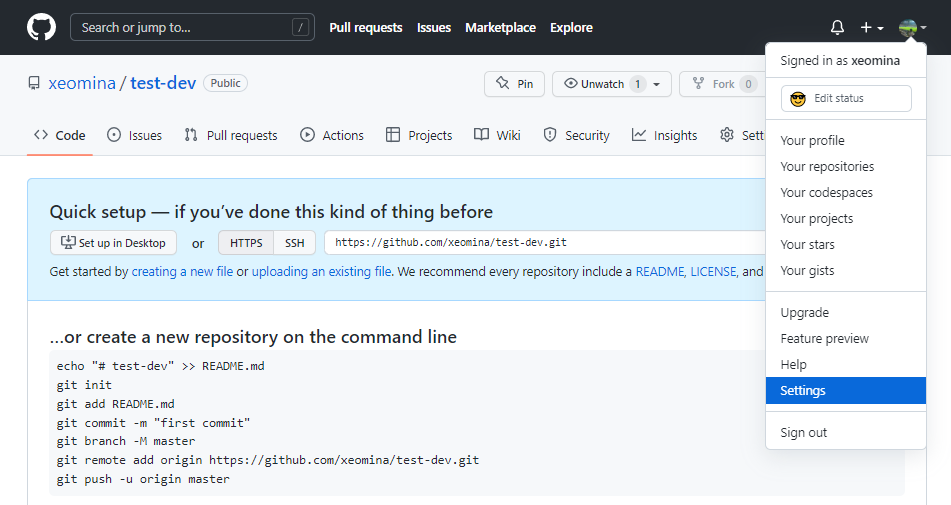 Search or jump to... /
Pull requests Issues Marketplace Explore
Signed in as xeomina
xeomina / test-dev Public
Pin Unwatch 1 Fork 0
Edit status
Code Issues Pull requests Actions Projects Wiki Security Insights Sett
Your profile
Your repositories
Your codespaces
Your projects
Your stars
Your gists
Upgrade
Feature preview
Help
Settings
Sign out
Quick setup — if you've done this kind of thing before
Set up in Desktop or HTTPS SSH https://github.com/xeomina/test-dev.git
Get started by creating a new file or uploading an existing file. We recommend every repository include a README, LICENSE, and
...or create a new repository on the command line
echo "# test-dev" >> README.md
git init
git add README.md
git commit -m "first commit"
git branch -M master
git remote add origin https://github.com/xeomina/test-dev.git
git push -u origin master